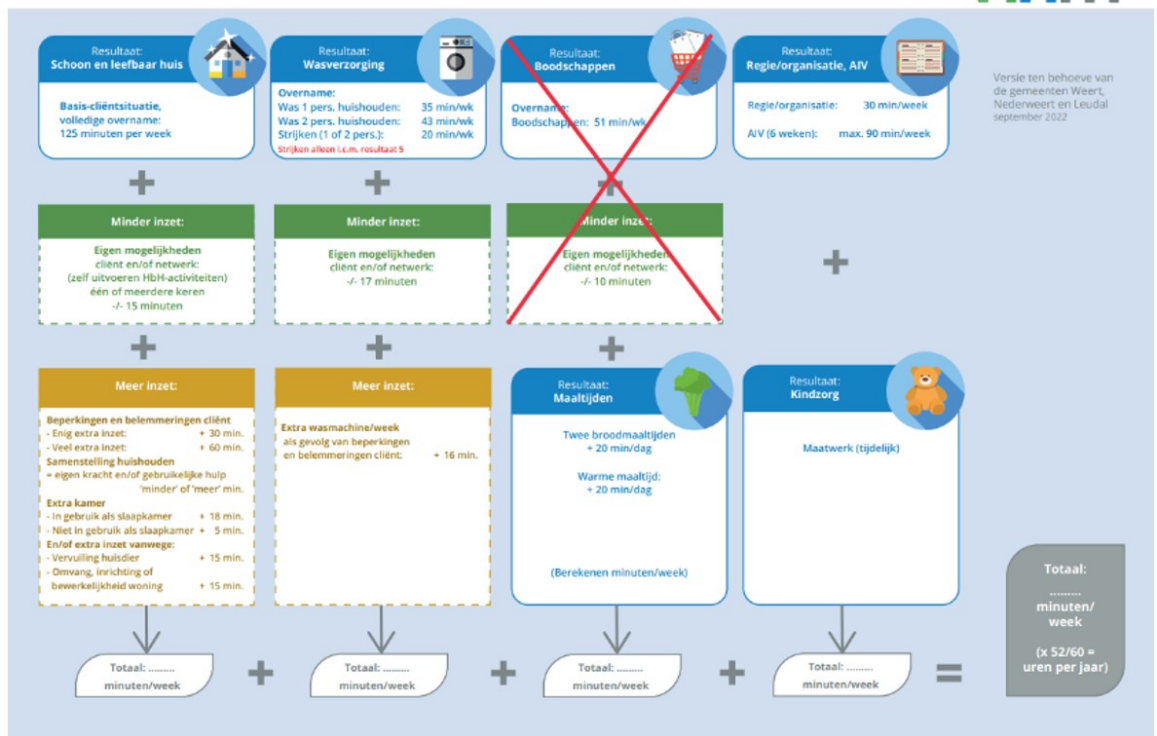 Resultaat:
Schoon en leefbaar huis
Basis-cliëntsituatie,
volledige overname:
125 minuten per week
Resultaat:
Wasverzorging
Overname:
Was 1 pers. huishouden: 35 min/wk
Was 2 pers. huishouden: 43 min/wk
Strijken (1 of 2 pers.): 20 min/wk
Strijken alleen i.c.m. resultaat 5
Resultaat:
Boodschappen
Overname:
Boodschappen: 51 min/wk
Resultaat:
Regie/organisatie, AIV
Regie/organisatie: 30 min/week
AIV (6 weken): max. 90 min/week
Versie ten behoeve van
de gemeenten Weert,
Nederweert en Leudal
september 2022
+
+
+
Minder inzet:
Eigen mogelijkheden
cliënt en/of netwerk:
(zelf uitvoeren HbH-activiteiten)
één of meerdere keren
-/- 15 minuten
Minder inzet:
Eigen mogelijkheden
cliënt en/of netwerk:
-/- 17 minuten
Minder inzet:
Eigen mogelijkheden
cliënt en/of netwerk:
-/- 10 minuten
+
+
+
+
Meer inzet:
Beperkingen en belemmeringen cliënt
- Enig extra inzet: + 30 min.
- Veel extra inzet: + 60 min.
Samenstelling huishouden
= eigen kracht en/of gebruikelijke hulp
'minder' of 'meer' min.
Extra kamer
- In gebruik als slaapkamer + 18 min.
- Niet in gebruik als slaapkamer + 5 min.
En/of extra inzet vanwege:
- Vervuiling huisdier + 15 min.
- Omvang, inrichting of
bewerkelijkheid woning + 15 min.
Meer inzet:
Extra wasmachine/week
als gevolg van beperkingen
en belemmeringen cliënt: + 16 min.
Resultaat:
Maaltijden
Twee broodmaaltijden
+ 20 min/dag
Warme maaltijd:
+ 20 min/dag
(Berekenen minuten/week)
Resultaat:
Kindzorg
Maatwerk (tijdelijk)
Totaal: .........
minuten/week
+
Totaal: .........
minuten/week
+
Totaal: .........
minuten/week
+
Totaal: .........
minuten/week
=
Totaal:
.........
minuten/
week
(x 52/60 =
uren per jaar)